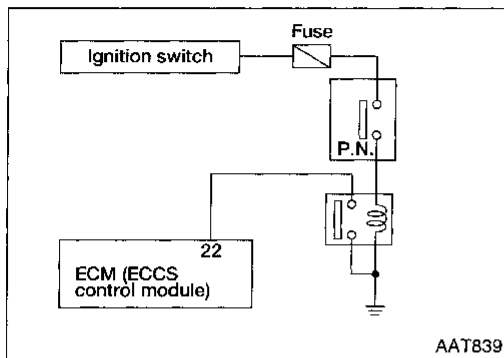 Fuse
Ignition switch
P.N.
22
ECM (ECCS
control module)
AAT839